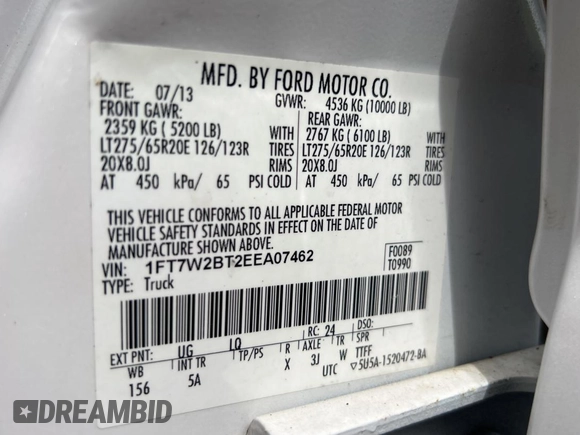 MFD. BY FORD MOTOR CO.
DATE: 07/13 GVWR: 4536 KG (10000 LB)
FRONT GAWR: REAR GAWR:
2359 KG ( 5200 LB) WITH 2767 KG ( 6100 LB) WITH
LT275/65R20E 126/123R TIRES LT275/65R20E 126/123R TIRES
20X8.0J RIMS 20X8.0J RIMS
AT 450 kPa/ 65 PSI COLD AT 450 kPa/ 65 PSI COLD
THIS VEHICLE CONFORMS TO ALL APPLICABLE FEDERAL MOTOR
VEHICLE SAFETY STANDARDS IN EFFECT ON THE DATE OF
MANUFACTURE SHOWN ABOVE.
VIN: 1FT7W2BT2EEA07462 F0089
TYPE: Truck T0990
EXT PNT: UG LQ RC: 24 DSO:
WB INT TR TP/PS R AXLE TR SPR
156 5A X 3J W TTFF
UTC ▽5U5A-1520472-BA
DREAMBID